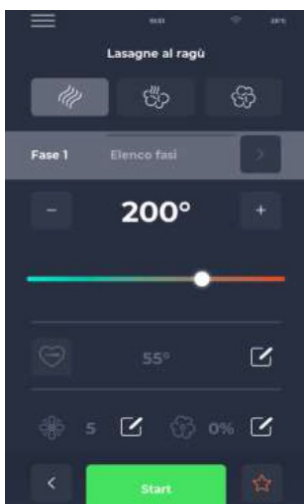 Lasagne al ragù
Fase 1 Elenco fasi
- 200° +
55°
5 0%
Start